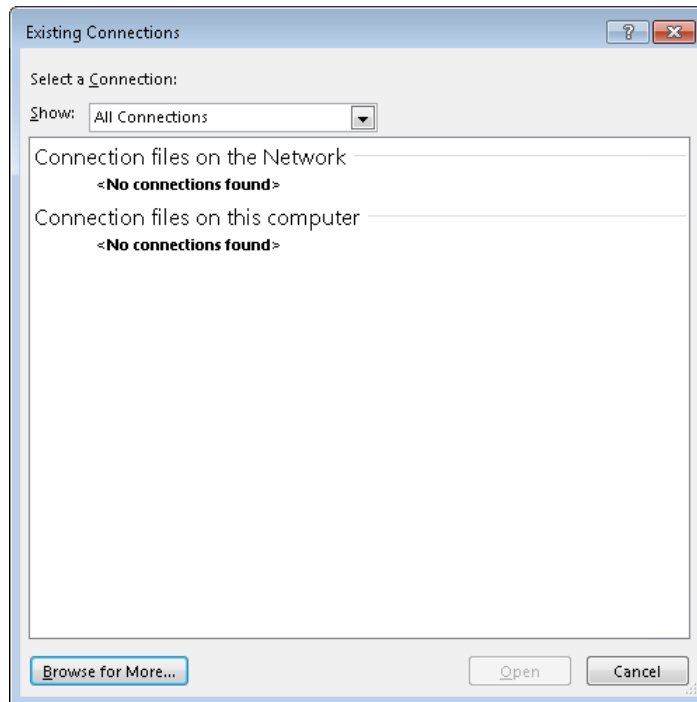 Existing Connections
Select a Connection:
Show: All Connections
Connection files on the Network
<No connections found>
Connection files on this computer
<No connections found>
Browse for More... Open Cancel